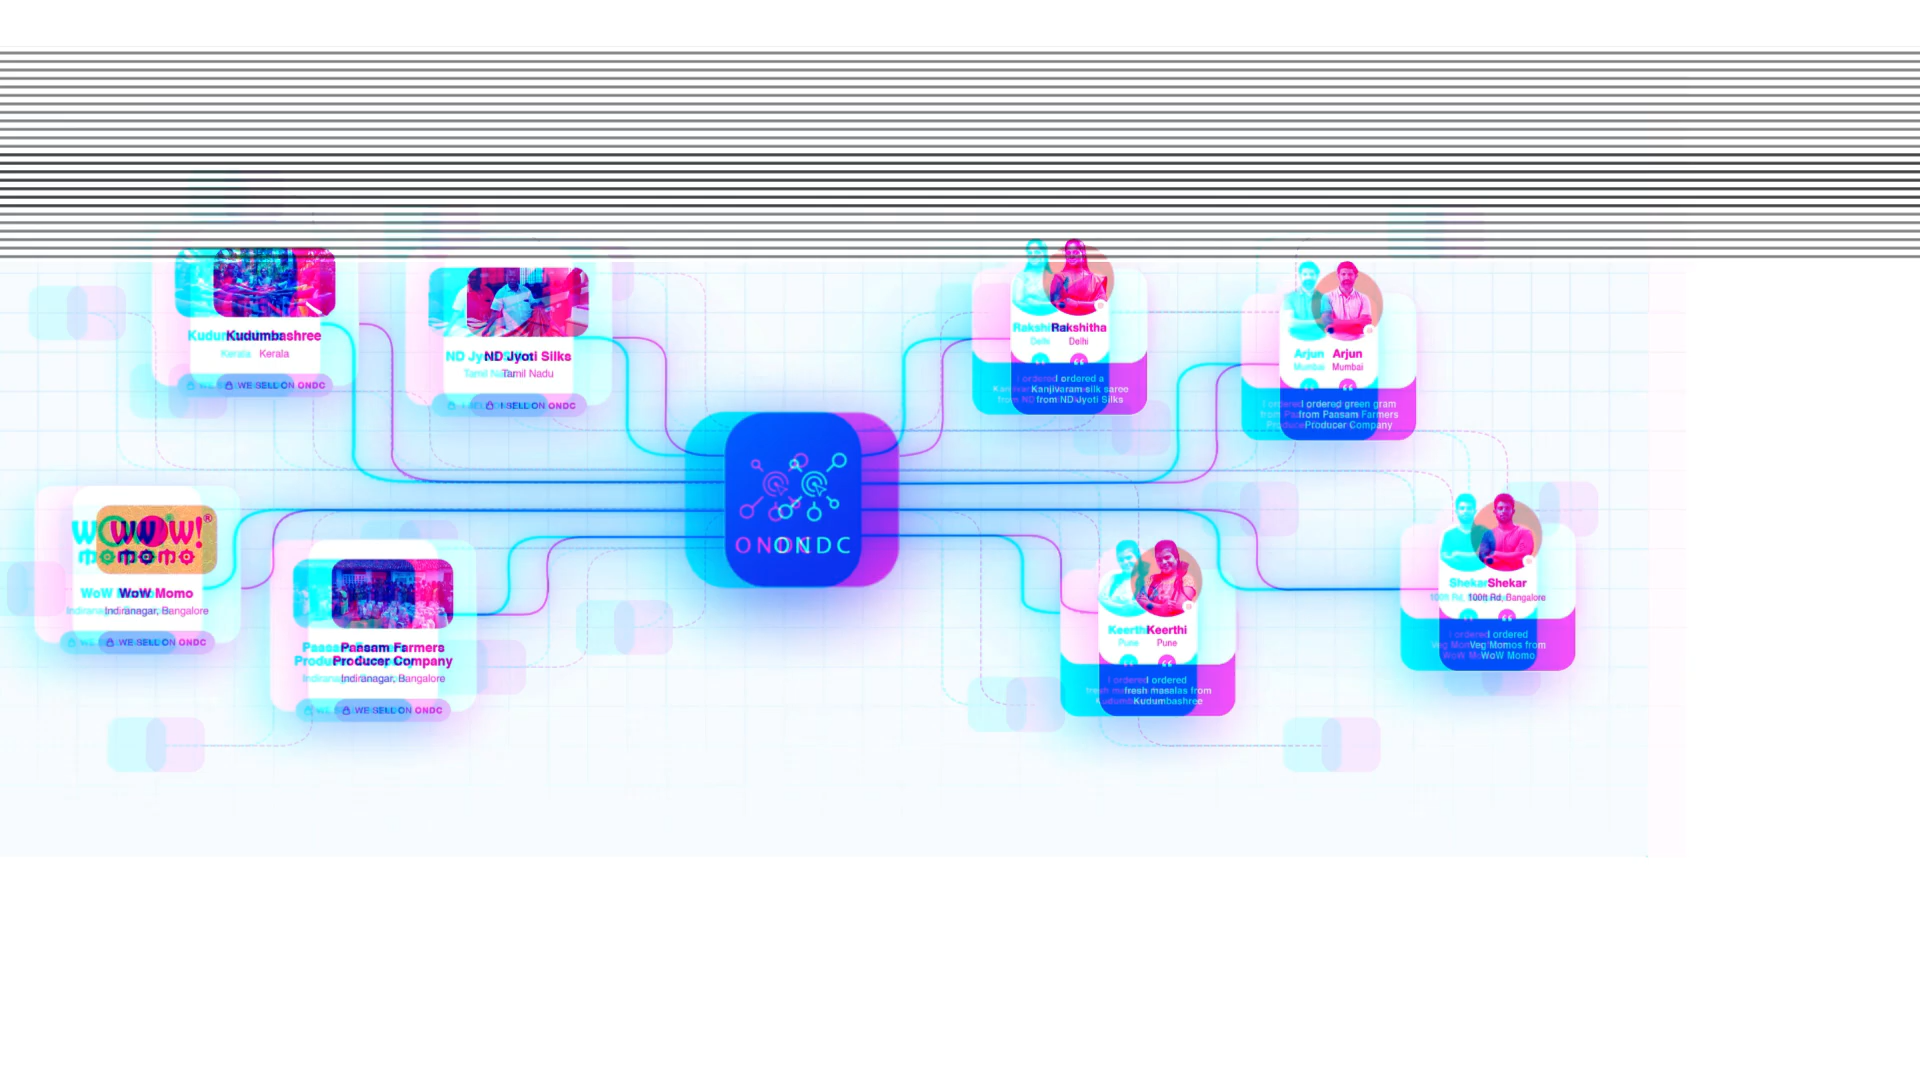 Kudumbashree
Kerala
WE SELL ON ONDC
ND Jyoti Silks
Tamil Nadu
I SELL ON ONDC
Rakshitha
Delhi
I ordered a
Kanjivaram silk saree
from ND Jyoti Silks
Arjun
Mumbai
I ordered green gram
from Paasam Farmers
Producer Company
ONDC
WOW!
momo
WoW Momo
Indiranagar, Bangalore
WE SELL ON ONDC
Paasam Farmers
Producer Company
Indiranagar, Bangalore
WE SELL ON ONDC
Keerthi
Pune
I ordered
fresh masalas from
Kudumbashree
Shekar
100ft Rd, Bangalore
I ordered
Veg Momos from
WoW Momo